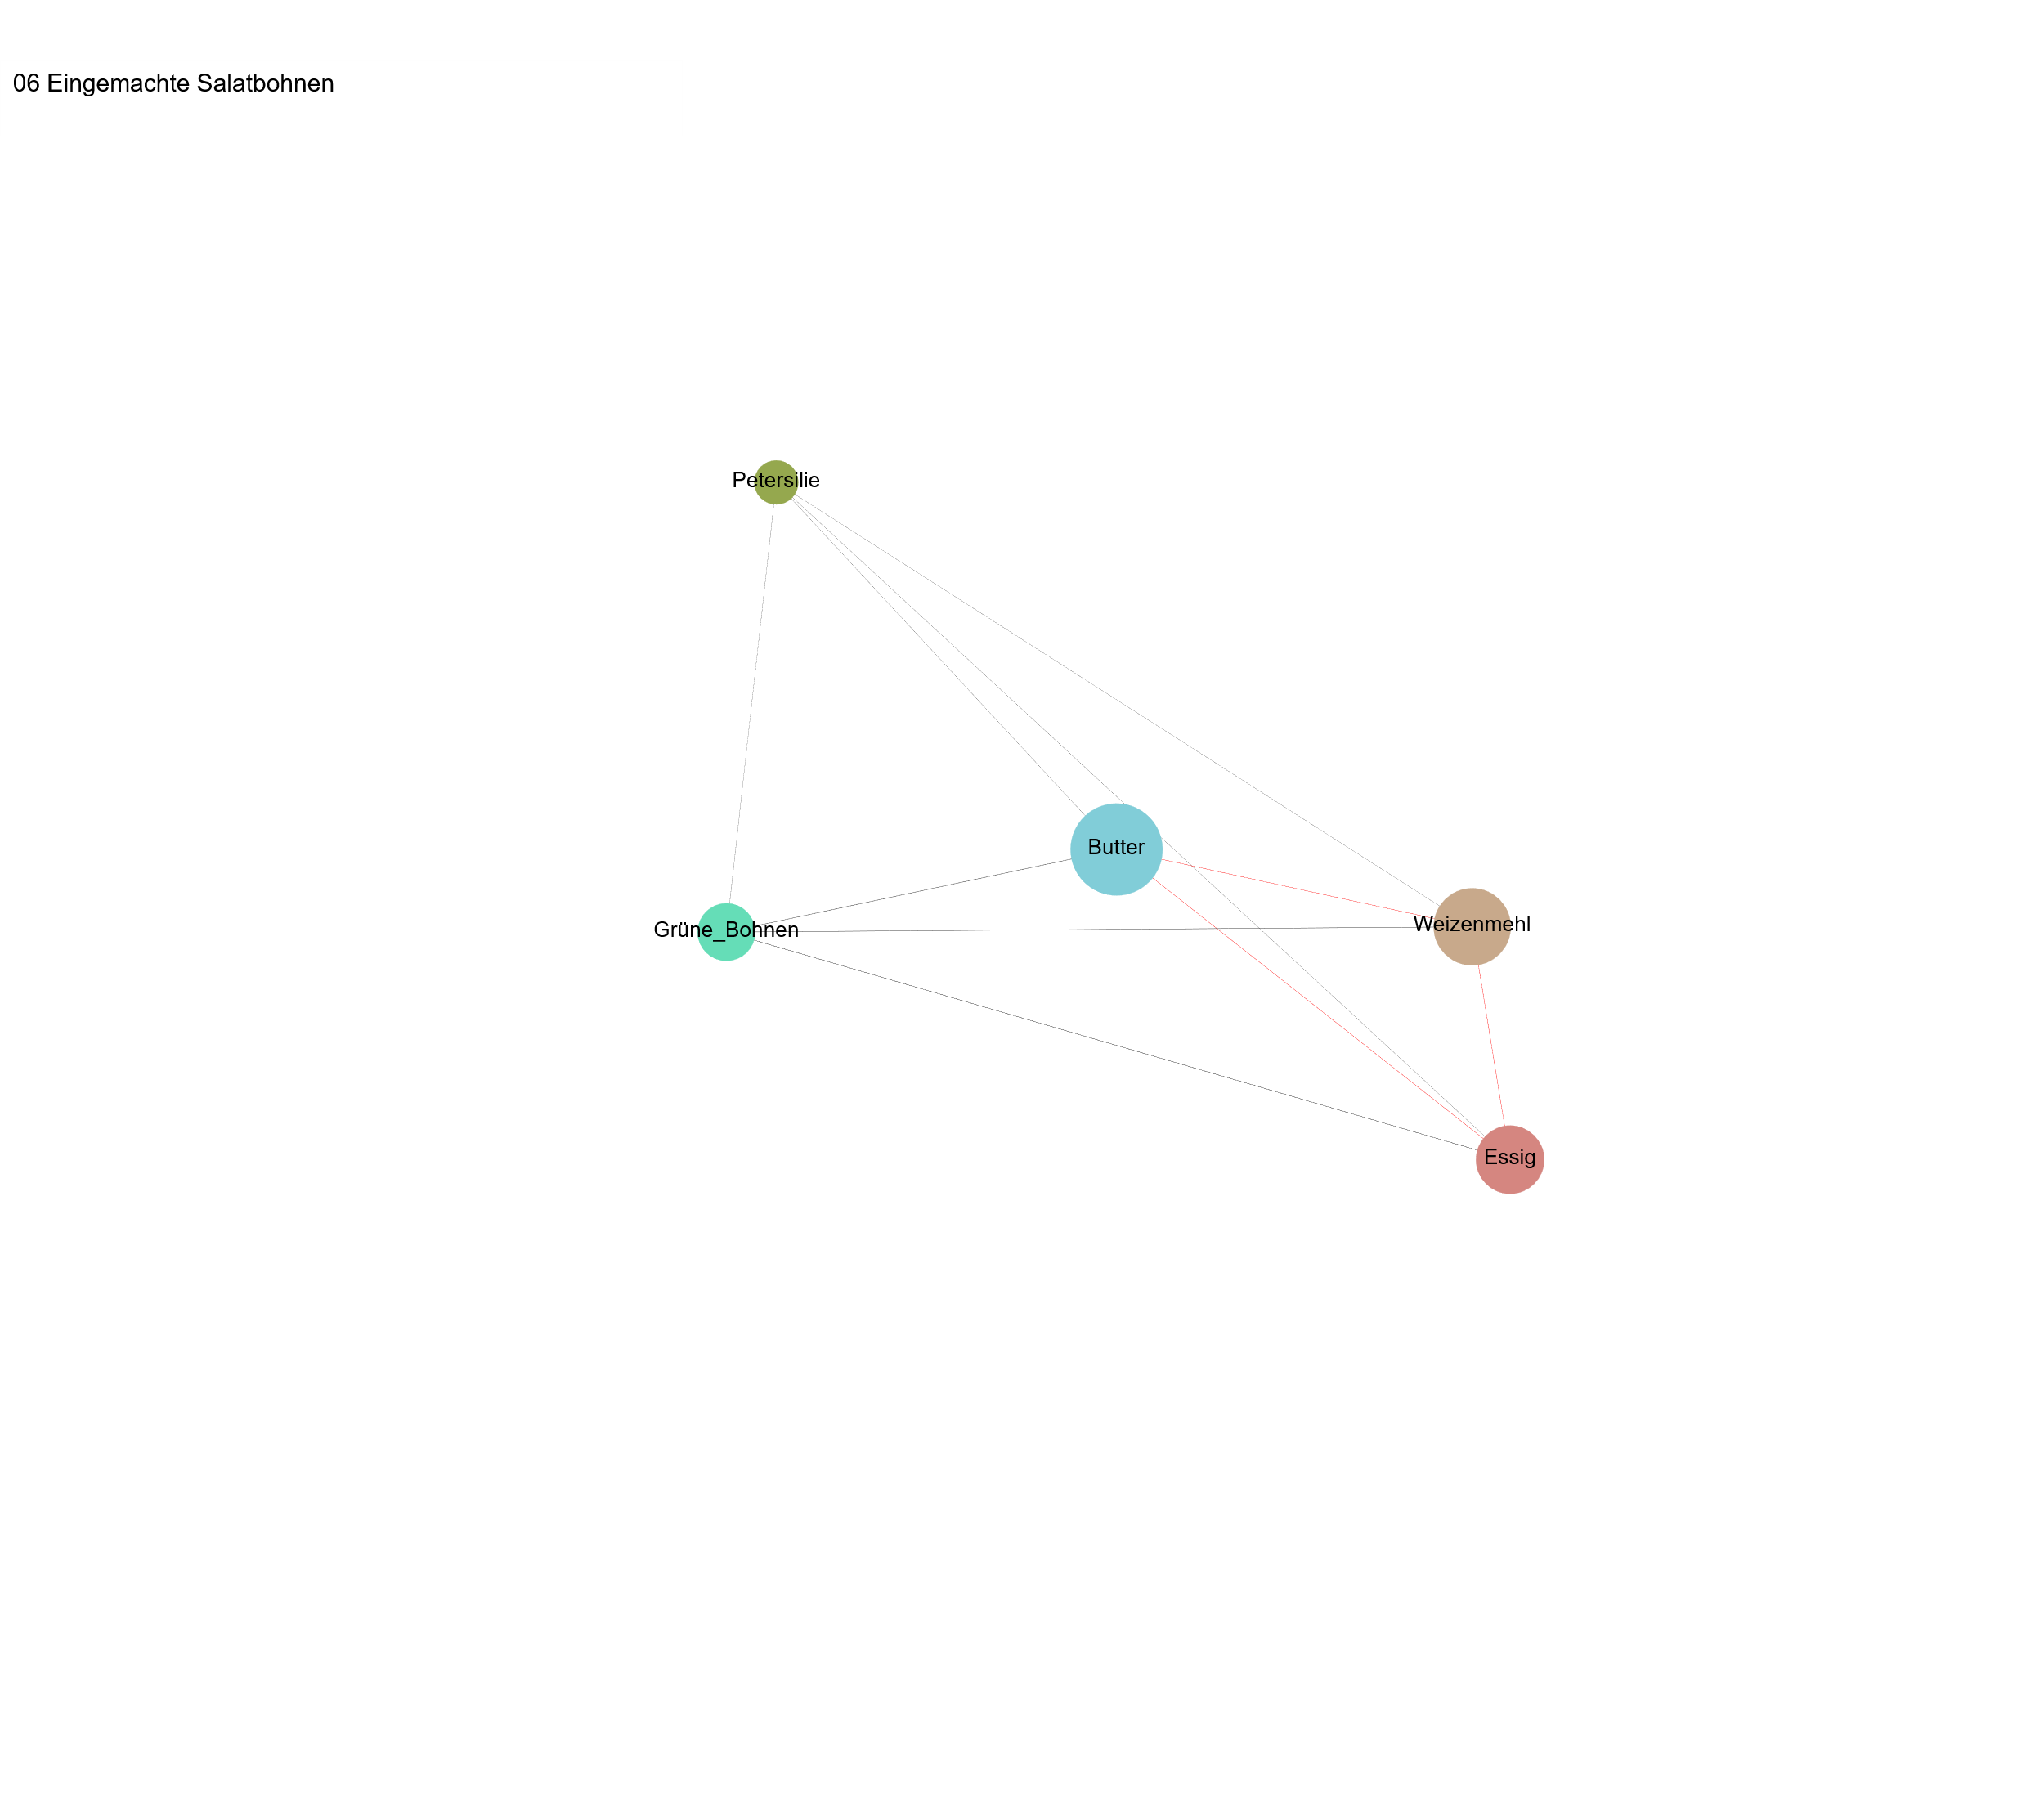 06 Eingemachte Salatbohnen
Petersilie
Butter
Weizenmehl
Grüne_Bohnen
Essig